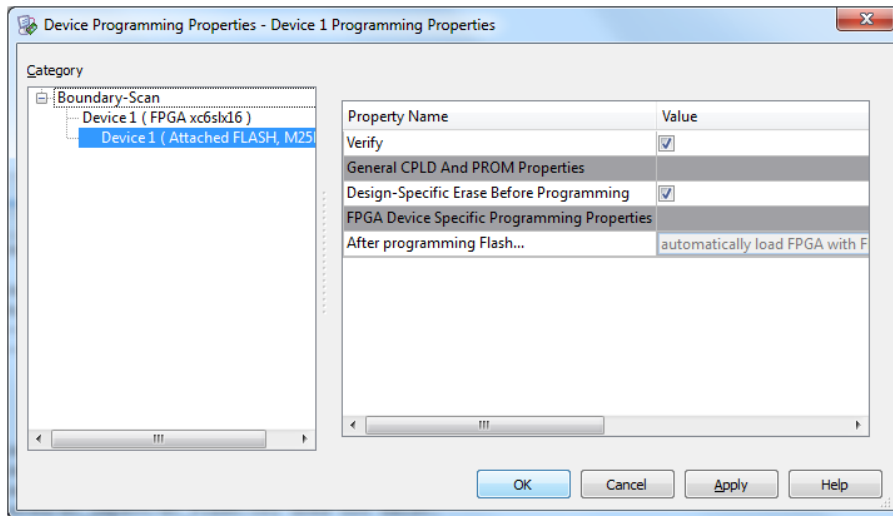 Device Programming Properties - Device 1 Programming Properties
Category
Boundary-Scan
Device 1 ( FPGA xc6slx16 )
Device 1 ( Attached FLASH, M25
Property Name Value
Verify
General CPLD And PROM Properties
Design-Specific Erase Before Programming
FPGA Device Specific Programming Properties
After programming Flash... automatically load FPGA with F
OK Cancel Apply Help